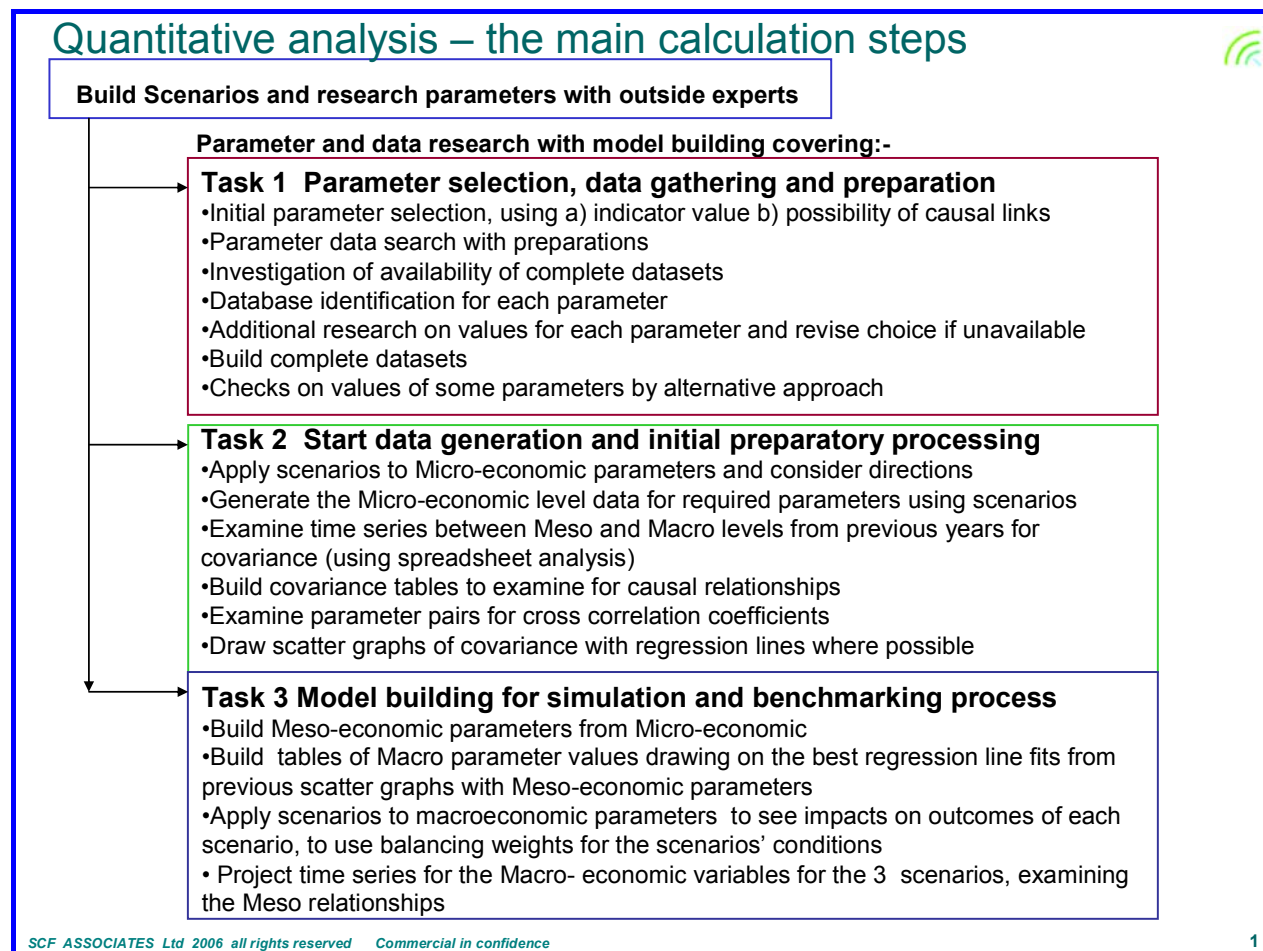 Quantitative analysis – the main calculation steps
Build Scenarios and research parameters with outside experts
Parameter and data research with model building covering:-
Task 1 Parameter selection, data gathering and preparation
•Initial parameter selection, using a) indicator value b) possibility of causal links
•Parameter data search with preparations
•Investigation of availability of complete datasets
•Database identification for each parameter
•Additional research on values for each parameter and revise choice if unavailable
•Build complete datasets
•Checks on values of some parameters by alternative approach
Task 2 Start data generation and initial preparatory processing
•Apply scenarios to Micro-economic parameters and consider directions
•Generate the Micro-economic level data for required parameters using scenarios
•Examine time series between Meso and Macro levels from previous years for
covariance (using spreadsheet analysis)
•Build covariance tables to examine for causal relationships
•Examine parameter pairs for cross correlation coefficients
•Draw scatter graphs of covariance with regression lines where possible
Task 3 Model building for simulation and benchmarking process
•Build Meso-economic parameters from Micro-economic
•Build tables of Macro parameter values drawing on the best regression line fits from
previous scatter graphs with Meso-economic parameters
•Apply scenarios to macroeconomic parameters to see impacts on outcomes of each
scenario, to use balancing weights for the scenarios’ conditions
• Project time series for the Macro- economic variables for the 3 scenarios, examining
the Meso relationships
SCF ASSOCIATES Ltd 2006 all rights reserved Commercial in confidence
1